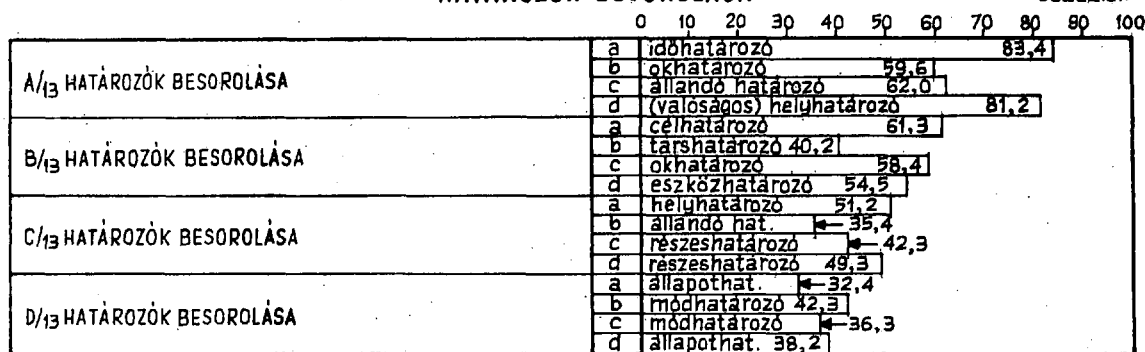 0 10 20 30 40 50 60 70 80 90 100
A/13 HATÁROZÓK BESOROLÁSA
a időhatározó 83,4
b okhatározó 59,6
c állandó határozó 62,0
d (valóságos) helyhatározó 81,2
B/13 HATÁROZÓK BESOROLÁSA
a célhatározó 61,3
b társhatározó 40,2
c okhatározó 58,4
d eszközhatározó 54,5
C/13 HATÁROZÓK BESOROLÁSA
a helyhatározó 51,2
b állandó hat. 35,4
c részeshatározó 42,3
d részeshatározó 49,3
D/13 HATÁROZÓK BESOROLÁSA
a állapothat. 32,4
b módhatározó 42,3
c módhatározó 36,3
d állapothat. 38,2